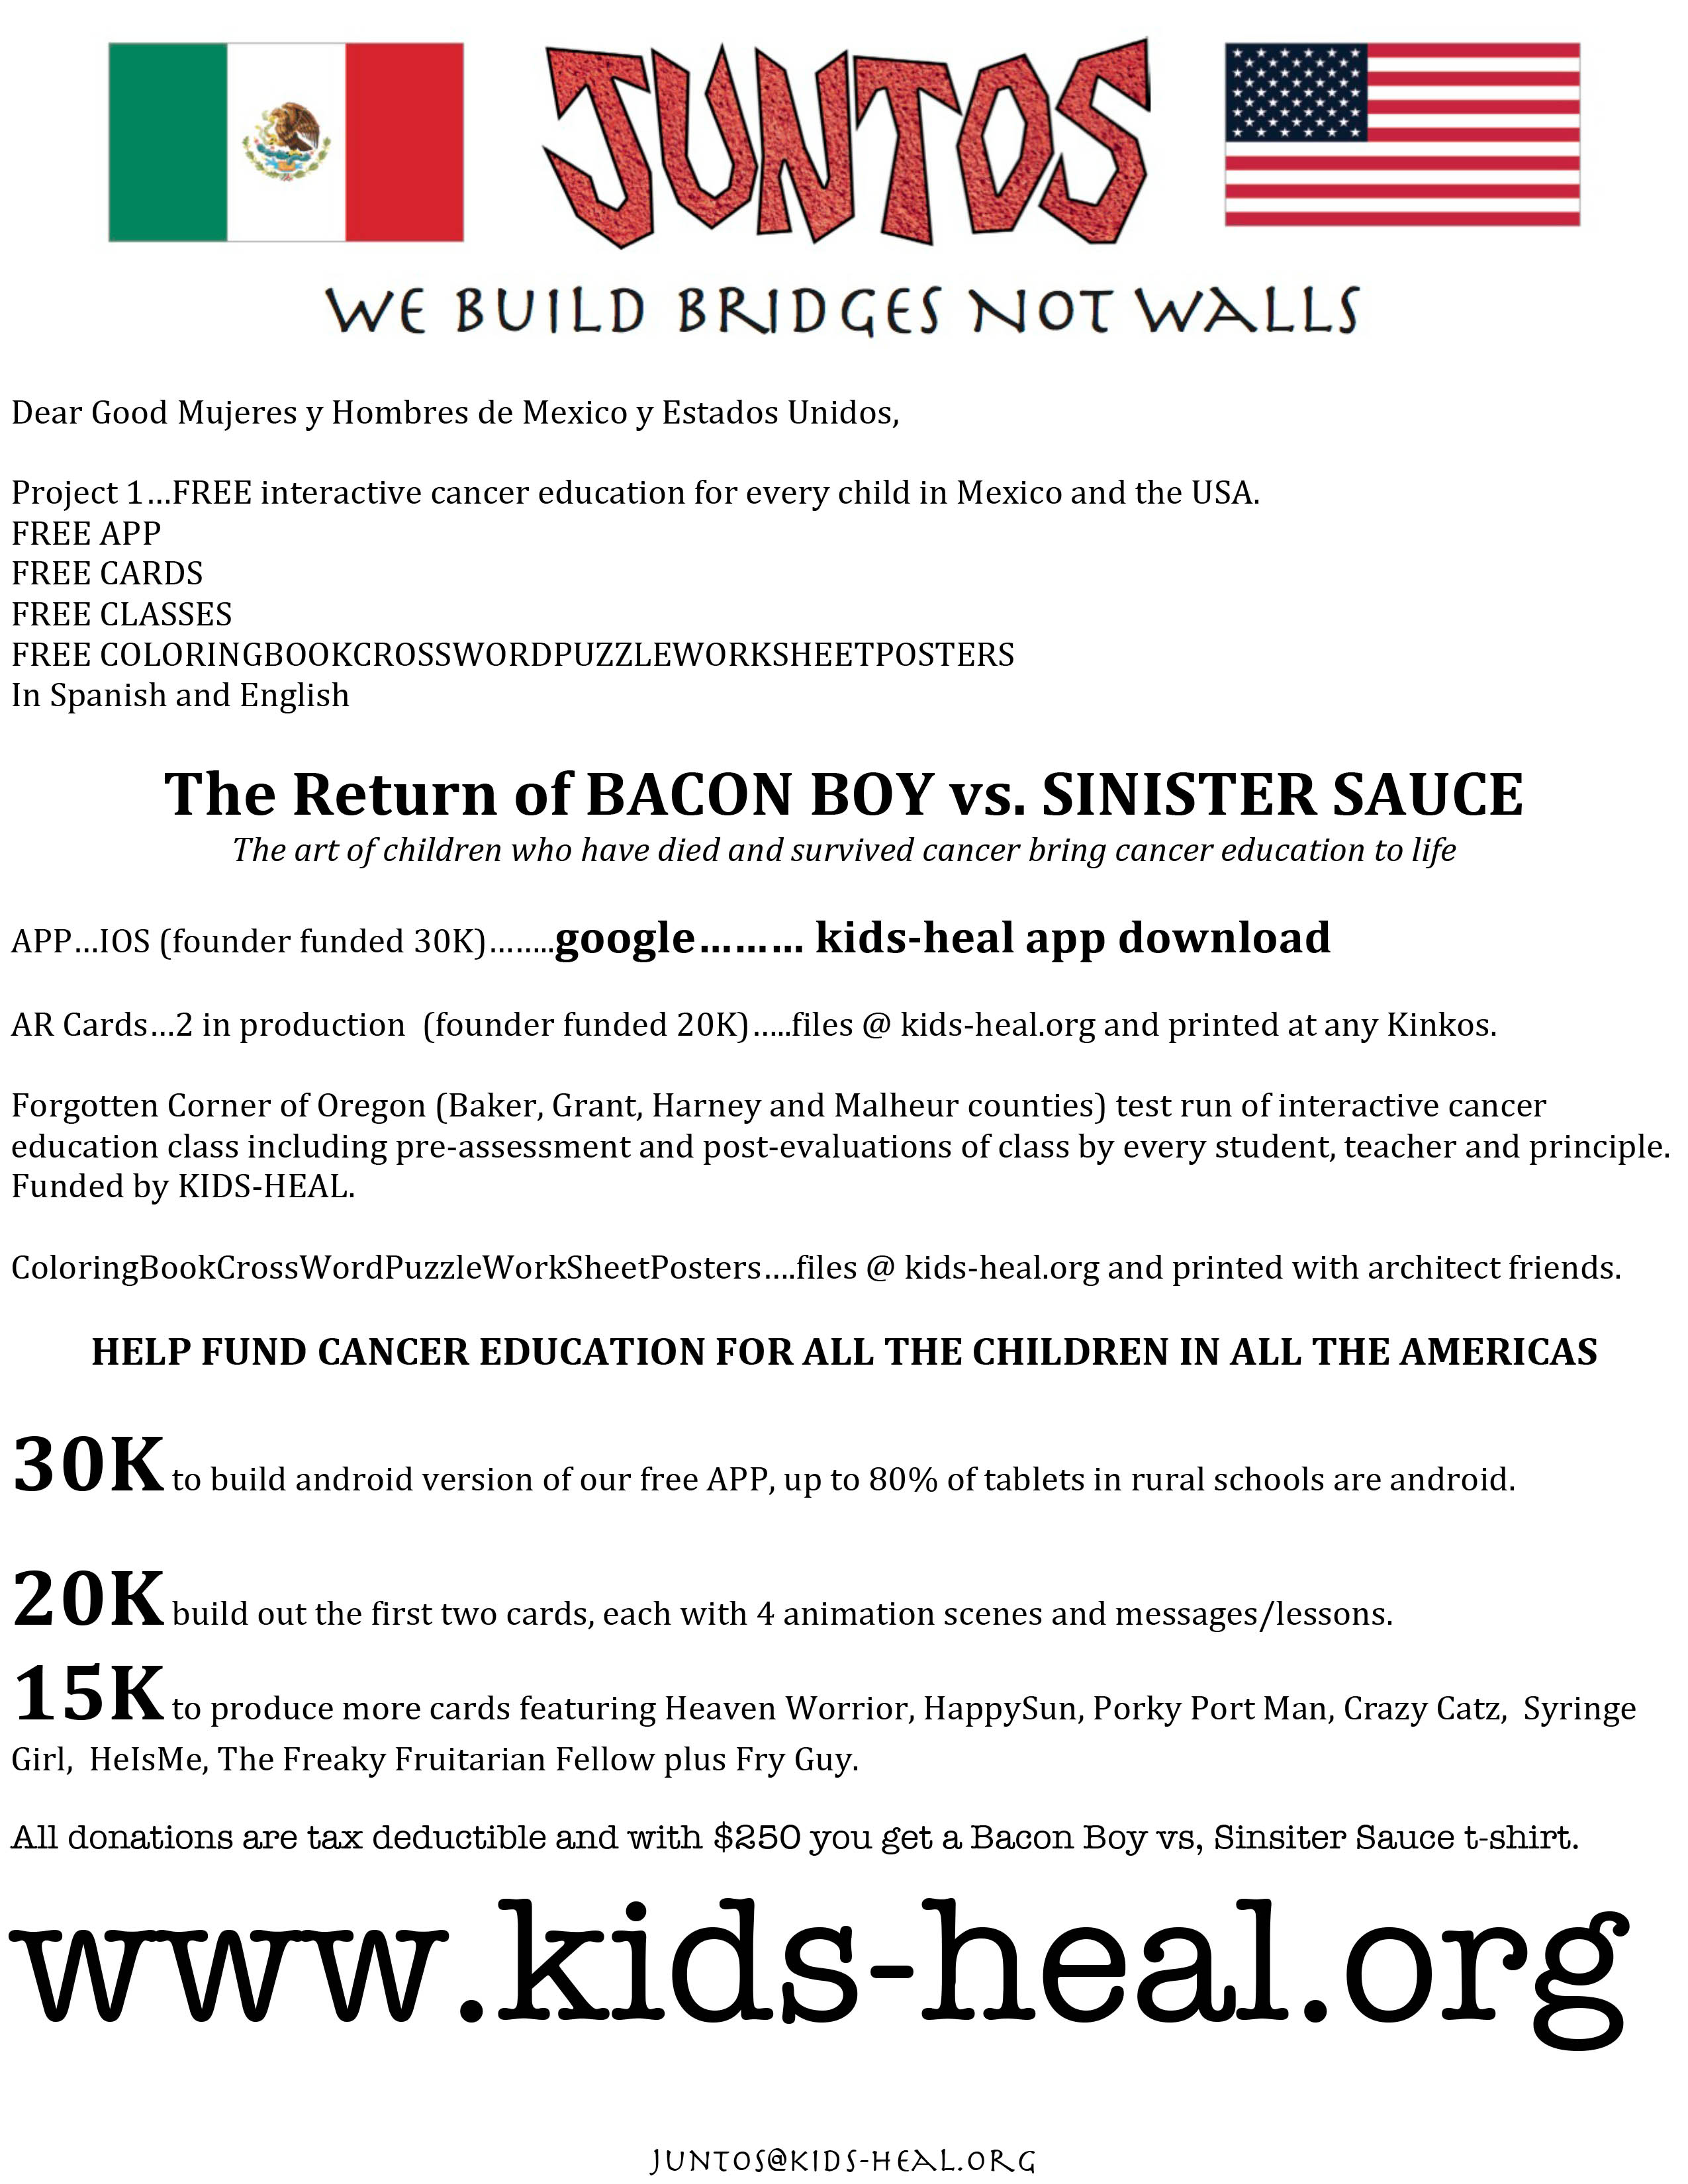 JUNTOS
WE BUILD BRIDGES NOT WALLS
Dear Good Mujeres y Hombres de Mexico y Estados Unidos,
Project 1…FREE interactive cancer education for every child in Mexico and the USA.
FREE APP
FREE CARDS
FREE CLASSES
FREE COLORINGBOOKCROSSWORDPUZZLEWORKSHEETPOSTERS
In Spanish and English
The Return of BACON BOY vs. SINISTER SAUCE
The art of children who have died and survived cancer bring cancer education to life
APP…IOS (founder funded 30K)……..google……… kids-heal app download
AR Cards…2 in production  (founder funded 20K)…..files @ kids-heal.org and printed at any Kinkos.
Forgotten Corner of Oregon (Baker, Grant, Harney and Malheur counties) test run of interactive cancer
education class including pre-assessment and post-evaluations of class by every student, teacher and principle.
Funded by KIDS-HEAL.
ColoringBookCrossWordPuzzleWorkSheetPosters….files @ kids-heal.org and printed with architect friends.
HELP FUND CANCER EDUCATION FOR ALL THE CHILDREN IN ALL THE AMERICAS
30K to build android version of our free APP, up to 80% of tablets in rural schools are android.
20K build out the first two cards, each with 4 animation scenes and messages/lessons.
15K to produce more cards featuring Heaven Worrior, HappySun, Porky Port Man, Crazy Catz,  Syringe
Girl,  HeIsMe, The Freaky Fruitarian Fellow plus Fry Guy.
All donations are tax deductible and with $250 you get a Bacon Boy vs, Sinsiter Sauce t-shirt.
www.kids-heal.org
JUNTOS@KIDS-HEAL.ORG